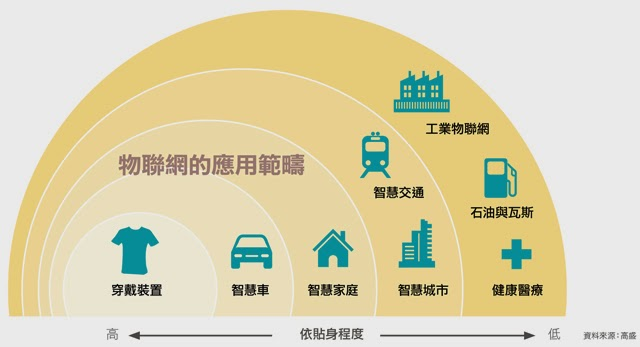 工業物聯網
物聯網的應用範疇
智慧交通
石油與瓦斯
穿戴裝置
智慧車
智慧家庭
智慧城市
健康醫療
高
依貼身程度
低
資料來源：高盛